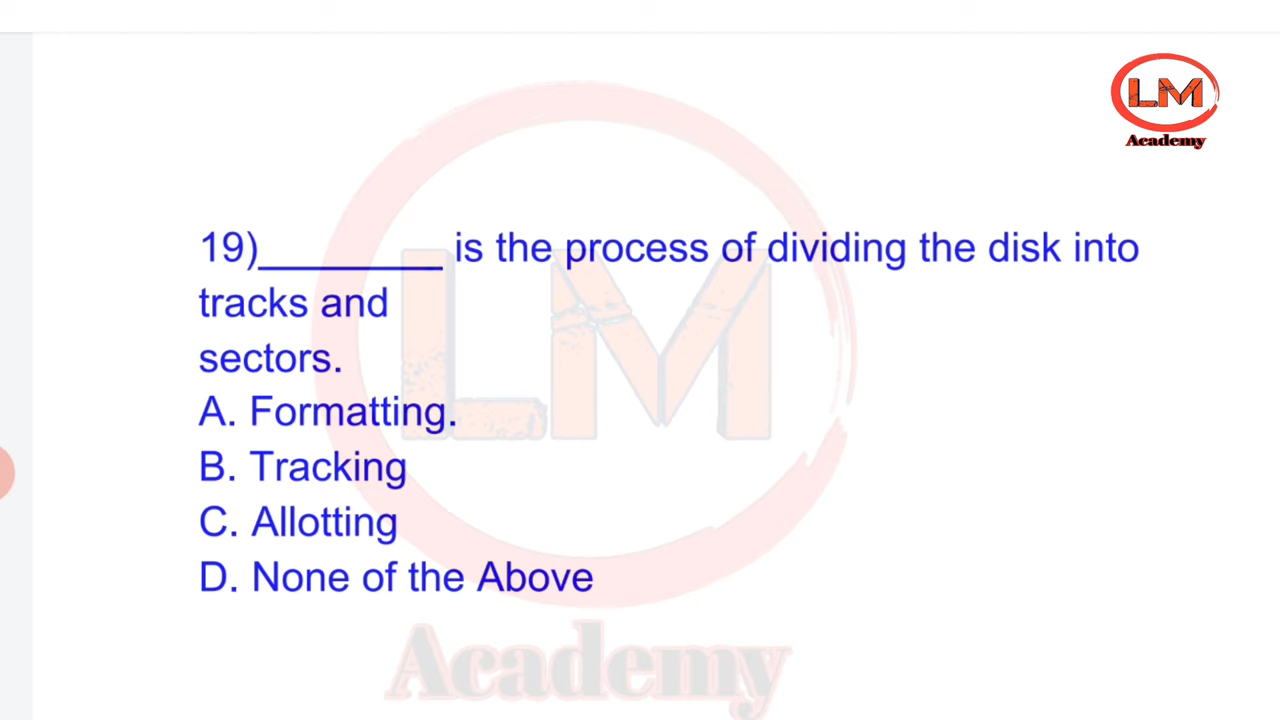 LM
Academy
19)________ is the process of dividing the disk into
tracks and
sectors.
A. Formatting.
B. Tracking
C. Allotting
D. None of the Above
LM
Academy